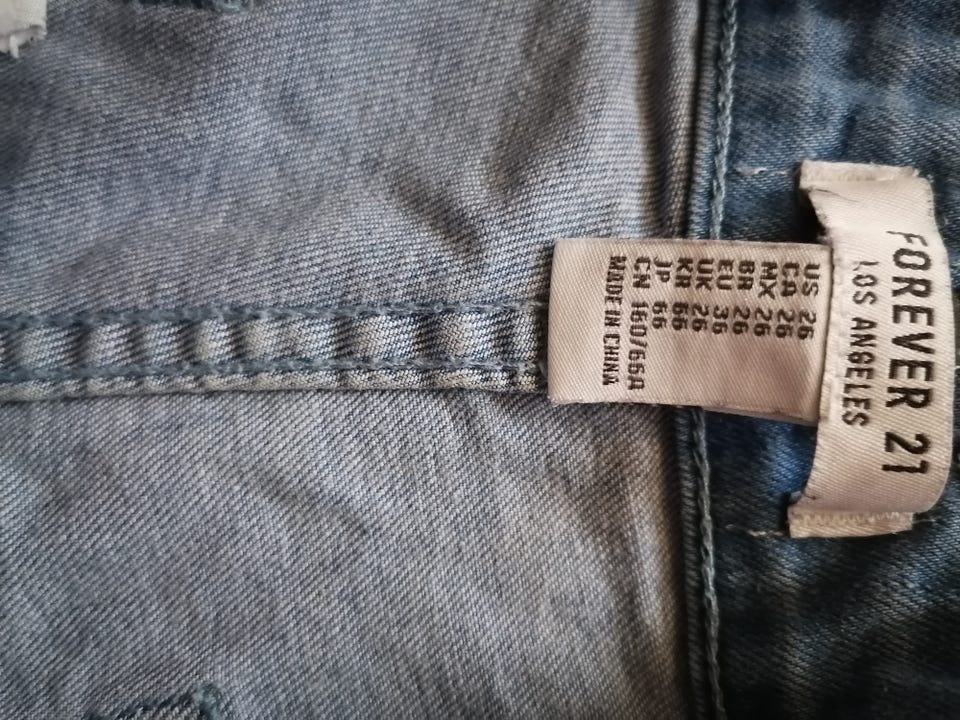 FOREVER 21
LOS ANGELES
US 26
CA 26
MX 26
BR 26
EU 36
UK 26
KR 66
JP 66
CN 160/66A
MADE IN CHINA